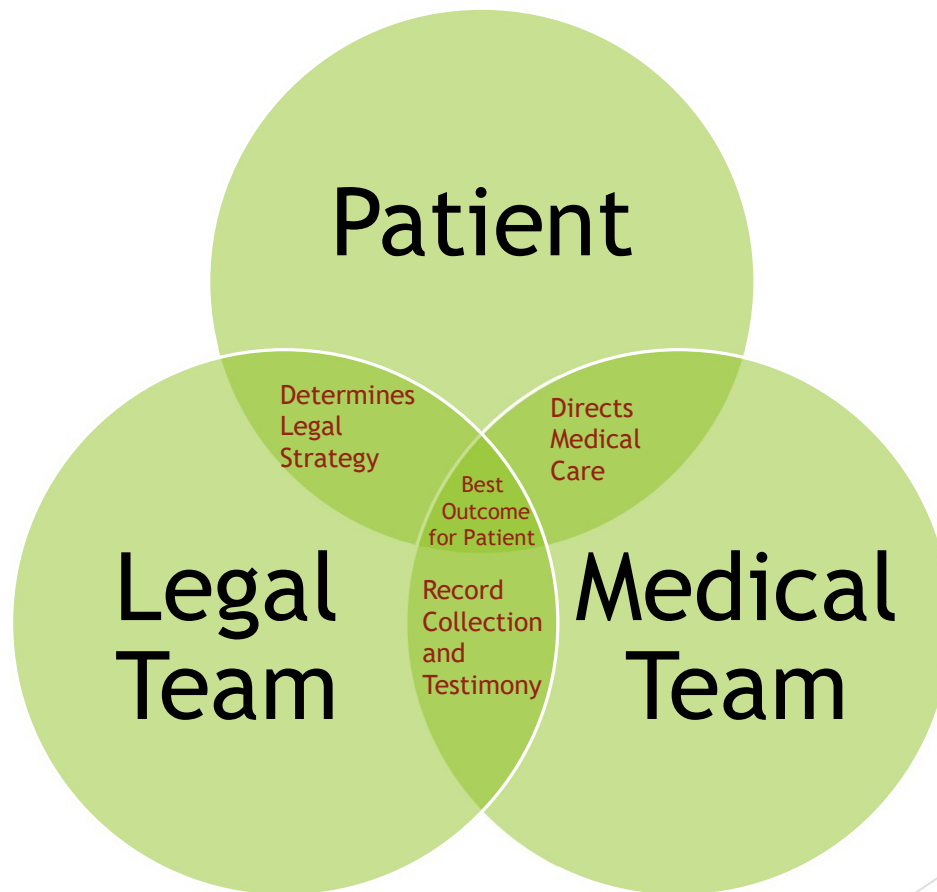 Patient
Determines
Legal
Strategy
Directs
Medical
Care
Best
Outcome
for Patient
Legal
Team
Record
Collection
and
Testimony
Medical
Team